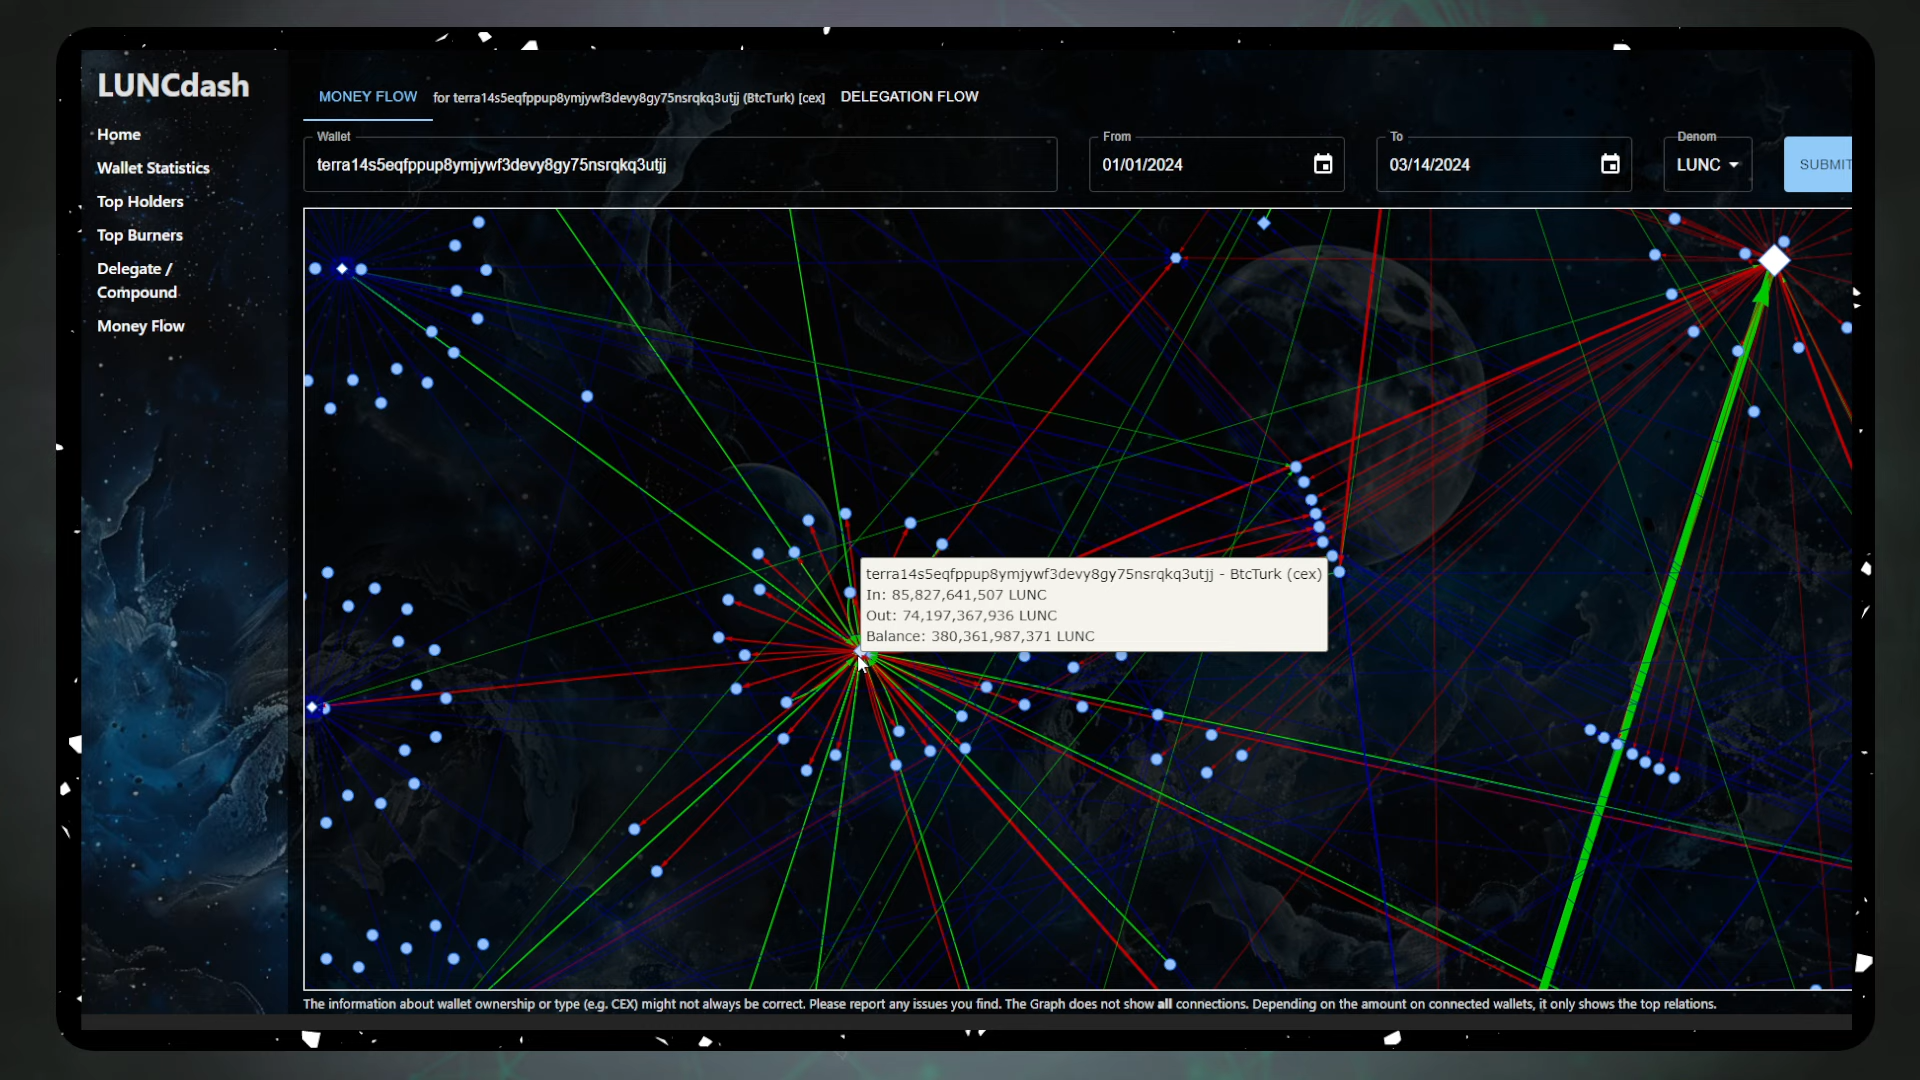 LUNCdash
Home
Wallet Statistics
Top Holders
Top Burners
Delegate /
Compound
Money Flow
MONEY FLOW for terra14s5eqfppup8ymjywf3devy8gy75nsrqkq3utjj (BtcTurk) [cex] DELEGATION FLOW
Wallet
terra14s5eqfppup8ymjywf3devy8gy75nsrqkq3utjj
From
01/01/2024
To
03/14/2024
Denom
LUNC
SUBMIT
terra14s5eqfppup8ymjywf3devy8gy75nsrqkq3utjj - BtcTurk (cex)
In: 85,827,641,507 LUNC
Out: 74,197,367,936 LUNC
Balance: 380,361,987,371 LUNC
The information about wallet ownership or type (e.g. CEX) might not always be correct. Please report any issues you find. The Graph does not show all connections. Depending on the amount on connected wallets, it only shows the top relations.